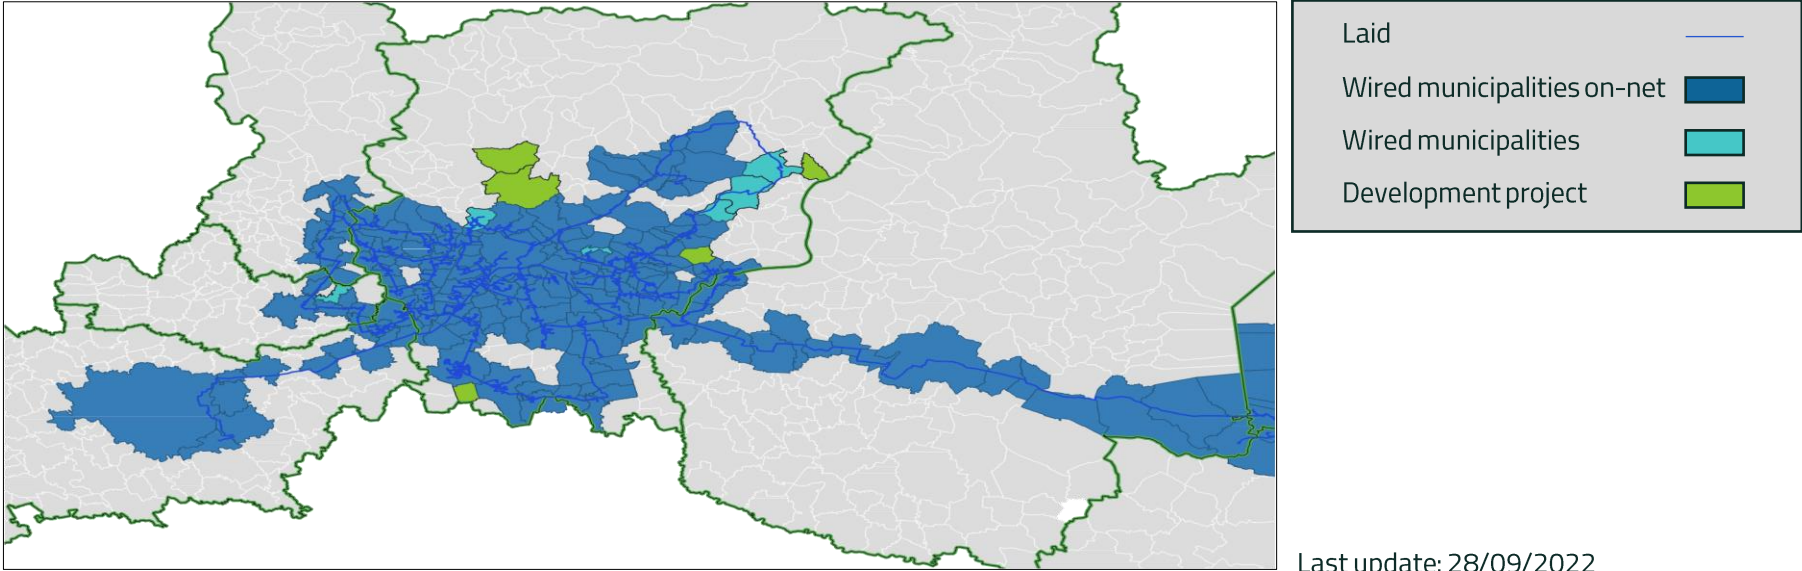 Laid
Wired municipalities on-net
Wired municipalities
Development project
Last update: 28/09/2022